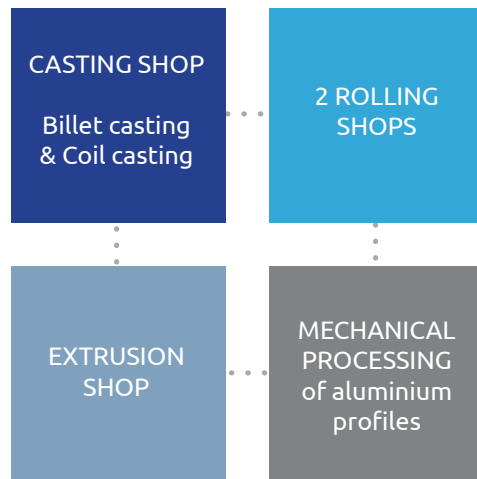 CASTING SHOP
Billet casting
& Coil casting
2 ROLLING
SHOPS
EXTRUSION
SHOP
MECHANICAL
PROCESSING
of aluminium
profiles